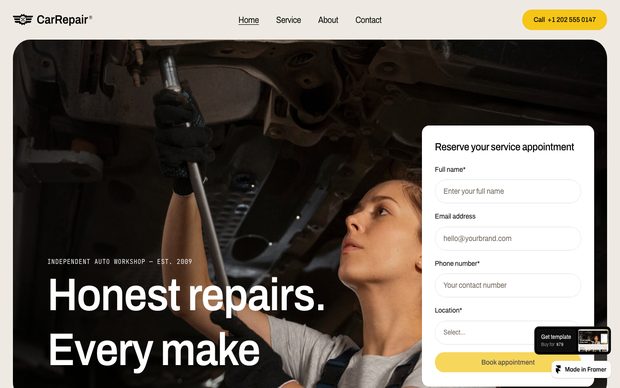 CarRepair®
Home
Service
About
Contact
Call +1 202 555 0147
INDEPENDENT AUTO WORKSHOP — EST. 2009
Honest repairs.
Every make
Reserve your service appointment
Full name*
Enter your full name
Email address
hello@yourbrand.com
Phone number*
Your contact number
Location*
Select...
Book appointment
Get template
Buy for $79
Made in Framer